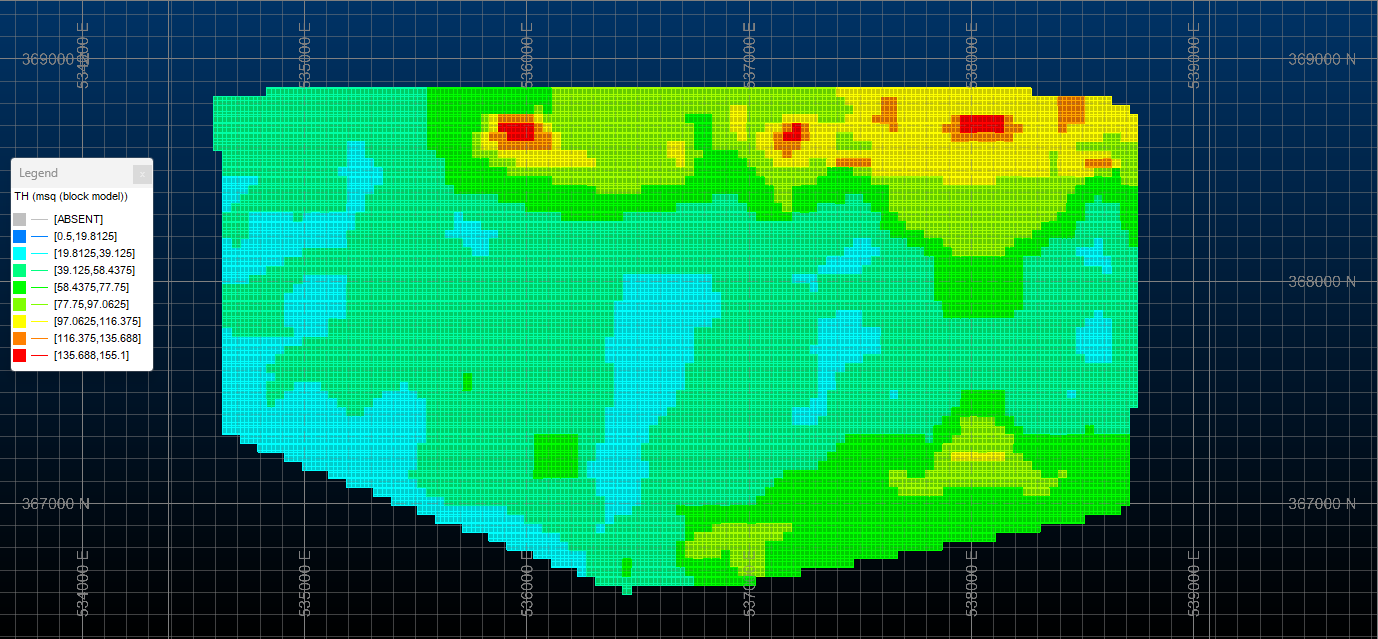 534000 E
535000 E
536000 E
537000 E
538000 E
539000 E
369000 N
369000 N
Legend
x
TH (msq (block model))
[ABSENT]
[0.5,19.8125]
[19.8125,39.125]
[39.125,58.4375]
[58.4375,77.75]
[77.75,97.0625]
[97.0625,116.375]
[116.375,135.688]
[135.688,155.1]
368000 N
367000 N
367000 N
534000 E
535000 E
536000 E
537000 E
538000 E
539000 E